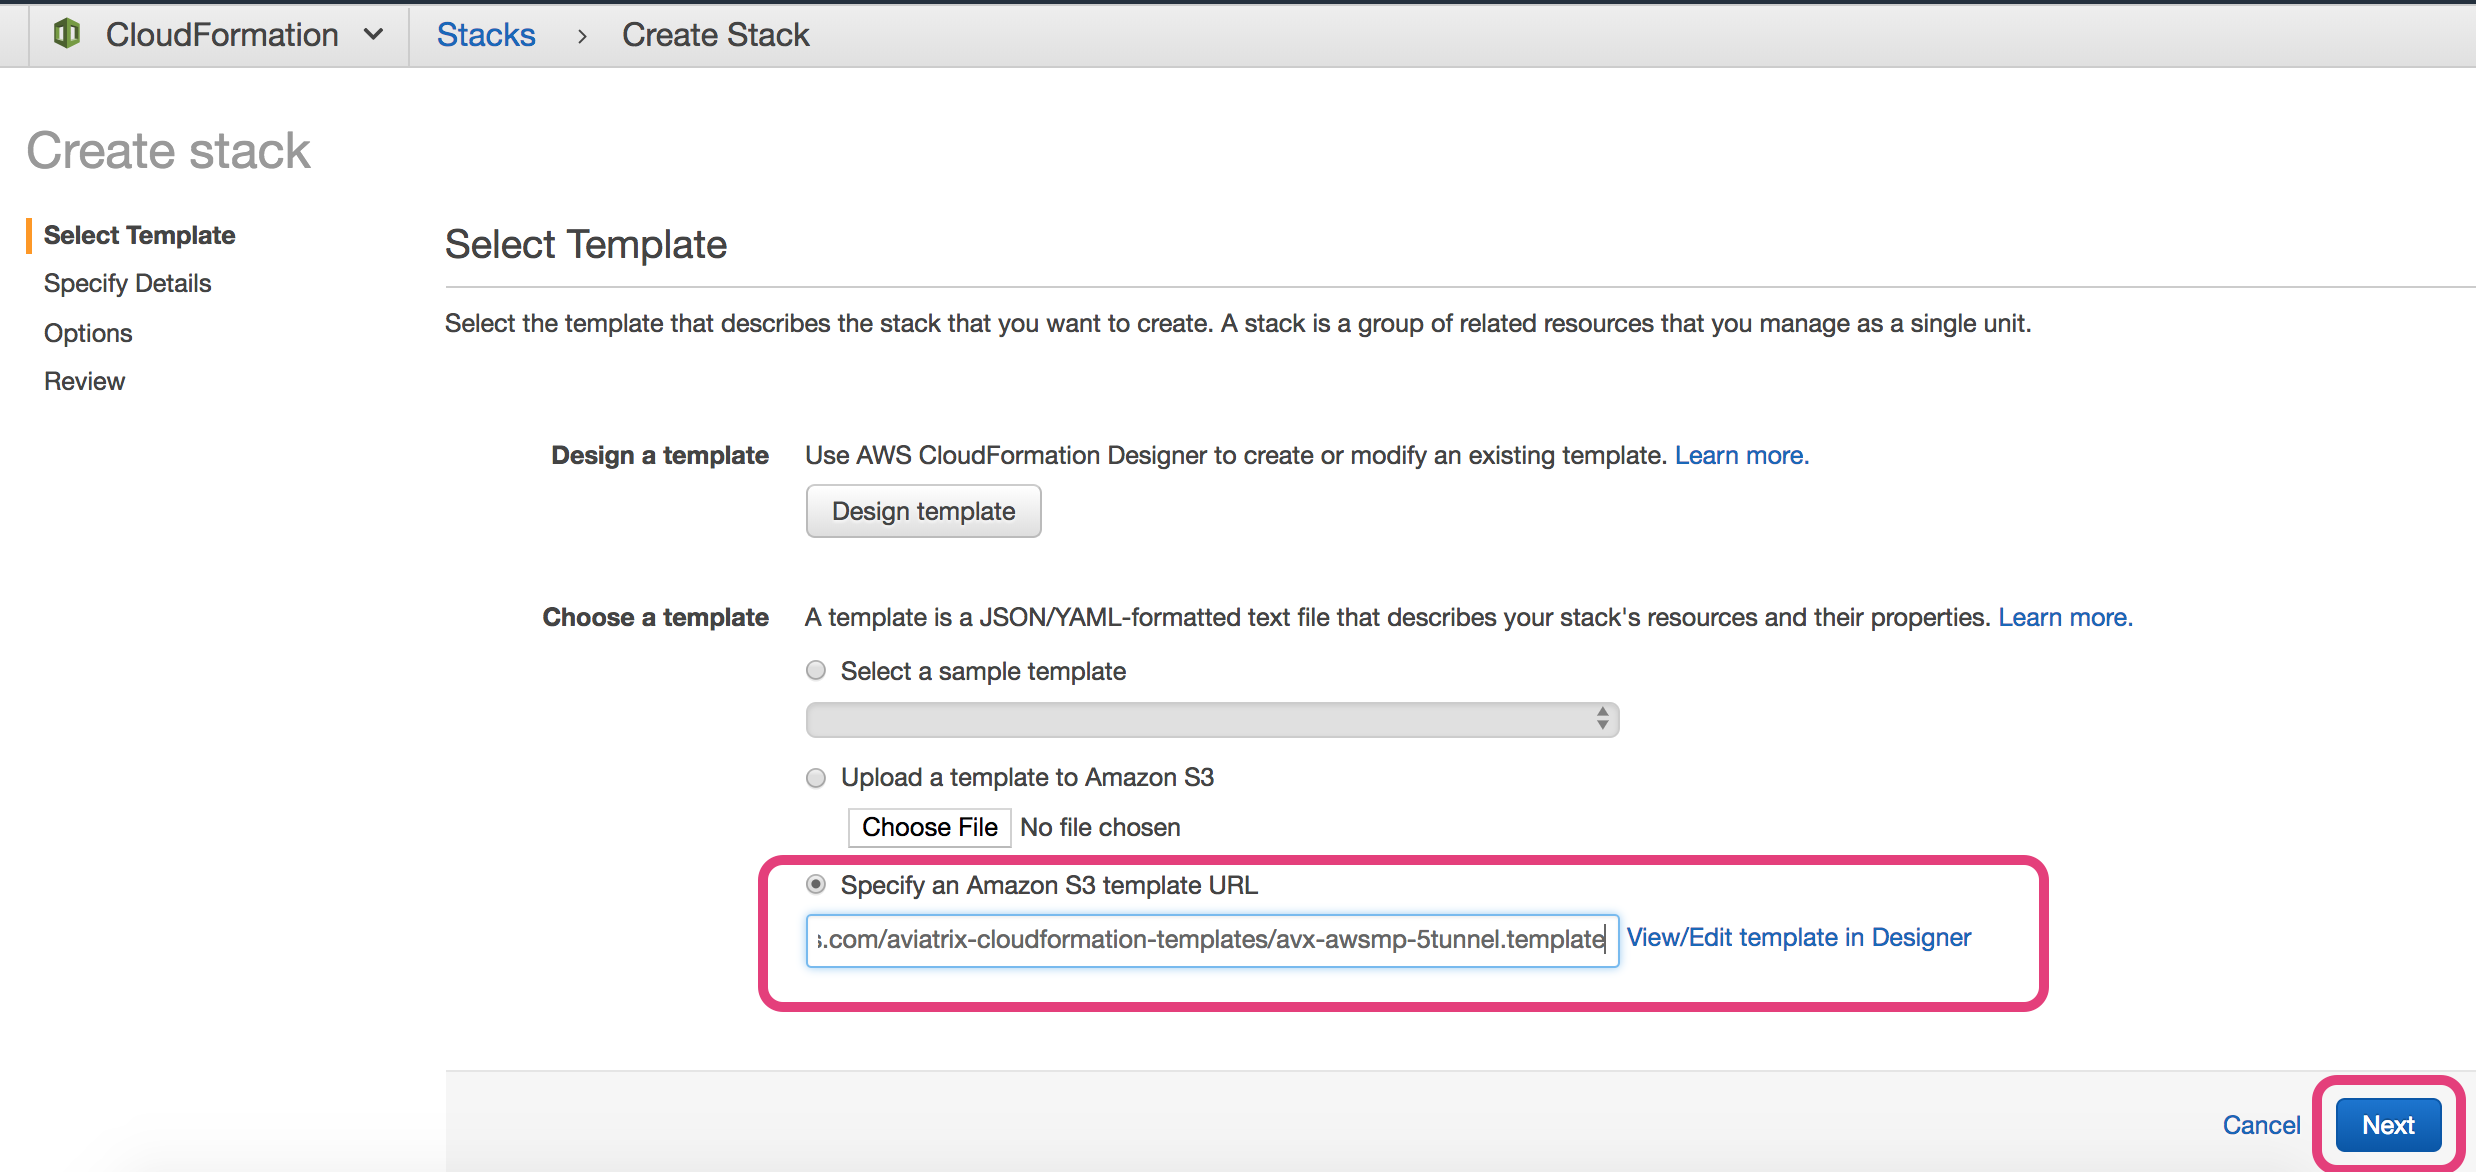 CloudFormation Stacks > Create Stack
Create stack
Select Template
Specify Details
Options
Review
Select Template
Select the template that describes the stack that you want to create. A stack is a group of related resources that you manage as a single unit.
Design a template Use AWS CloudFormation Designer to create or modify an existing template. Learn more.
Design template
Choose a template A template is a JSON/YAML-formatted text file that describes your stack's resources and their properties. Learn more.
Select a sample template
Upload a template to Amazon S3
Choose File No file chosen
Specify an Amazon S3 template URL
s.com/aviatrix-cloudformation-templates/avx-awsmp-5tunnel.template View/Edit template in Designer
Cancel Next